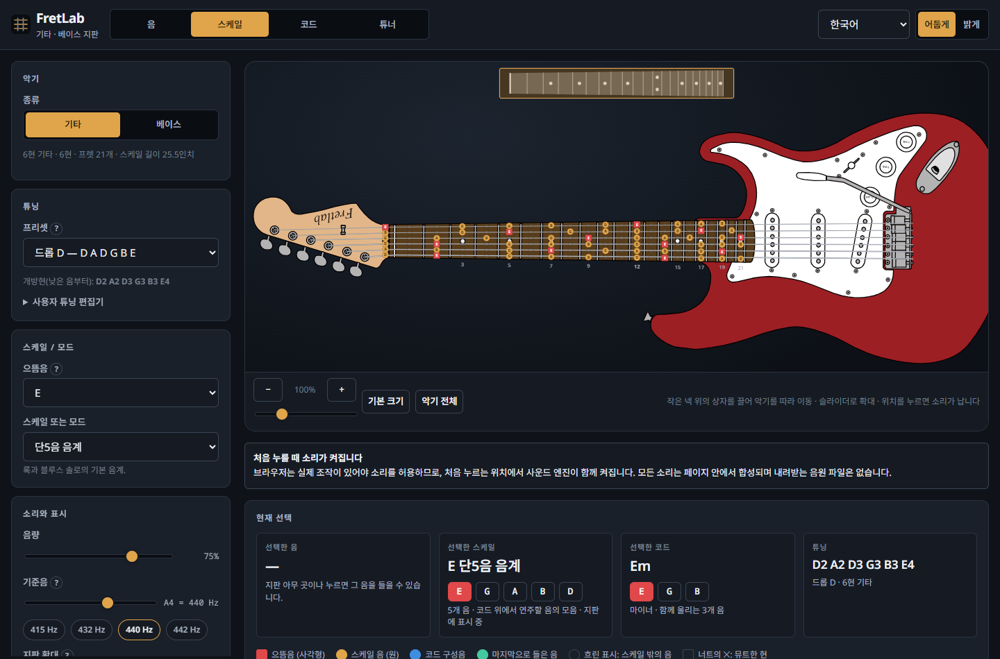 FretLab
기타 · 베이스 지판
음
스케일
코드
튜너
한국어
어둡게
밝게
악기
종류
기타
베이스
6현 기타 · 6현 · 프렛 21개 · 스케일 길이 25.5인치
튜닝
프리셋 ?
드롭 D — D A D G B E
개방현(낮은 음부터): D2 A2 D3 G3 B3 E4
▶ 사용자 튜닝 편집기
스케일 / 모드
으뜸음 ?
E
스케일 또는 모드
단5음 음계
록과 블루스 솔로의 기본 음계.
소리와 표시
음량
75%
기준음 ?
A4 = 440 Hz
415 Hz
432 Hz
440 Hz
442 Hz
지판 확대 ?
Fretlab
3
5
7
9
12
15
17
19
21
−
100%
+
기본 크기
악기 전체
작은 넥 위의 상자를 끌어 악기를 따라 이동 · 슬라이더로 확대 · 위치를 누르면 소리가 납니다
처음 누를 때 소리가 켜집니다
브라우저는 실제 조작이 있어야 소리를 허용하므로, 처음 누르는 위치에서 사운드 엔진이 함께 켜집니다. 모든 소리는 페이지 안에서 합성되며 내려받는 음원 파일은 없습니다.
현재 선택
선택한 음
—
지판 아무 곳이나 누르면 그 음을 들을 수 있습
니다.
선택한 스케일
E 단5음 음계
E G A B D
5개 음 · 코드 위에서 연주할 음의 모음 · 지판
에 표시 중
선택한 코드
Em
E G B
마이너 · 함께 울리는 3개 음
튜닝
D2 A2 D3 G3 B3 E4
드롭 D · 6현 기타
으뜸음 (사각형)
스케일 음 (원)
코드 구성음
마지막으로 들은 음
흐린 표시: 스케일 밖의 음
너트의 ×: 뮤트한 현